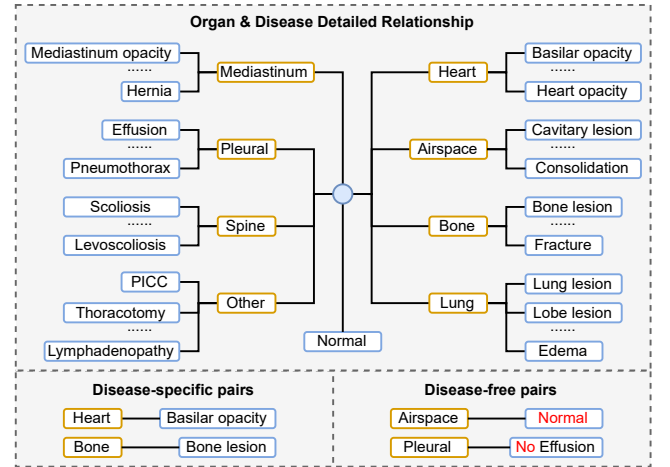 Organ & Disease Detailed Relationship
Mediastinum opacity
......
Hernia
Mediastinum
Effusion
......
Pneumothorax
Pleural
Scoliosis
......
Levoscoliosis
Spine
PICC
Thoracotomy
......
Lymphadenopathy
Other
Normal
Heart
Basilar opacity
......
Heart opacity
Airspace
Cavitary lesion
......
Consolidation
Bone
Bone lesion
......
Fracture
Lung
Lung lesion
Lobe lesion
......
Edema
Disease-specific pairs
Heart
Basilar opacity
Bone
Bone lesion
Disease-free pairs
Airspace
Normal
Pleural
No Effusion